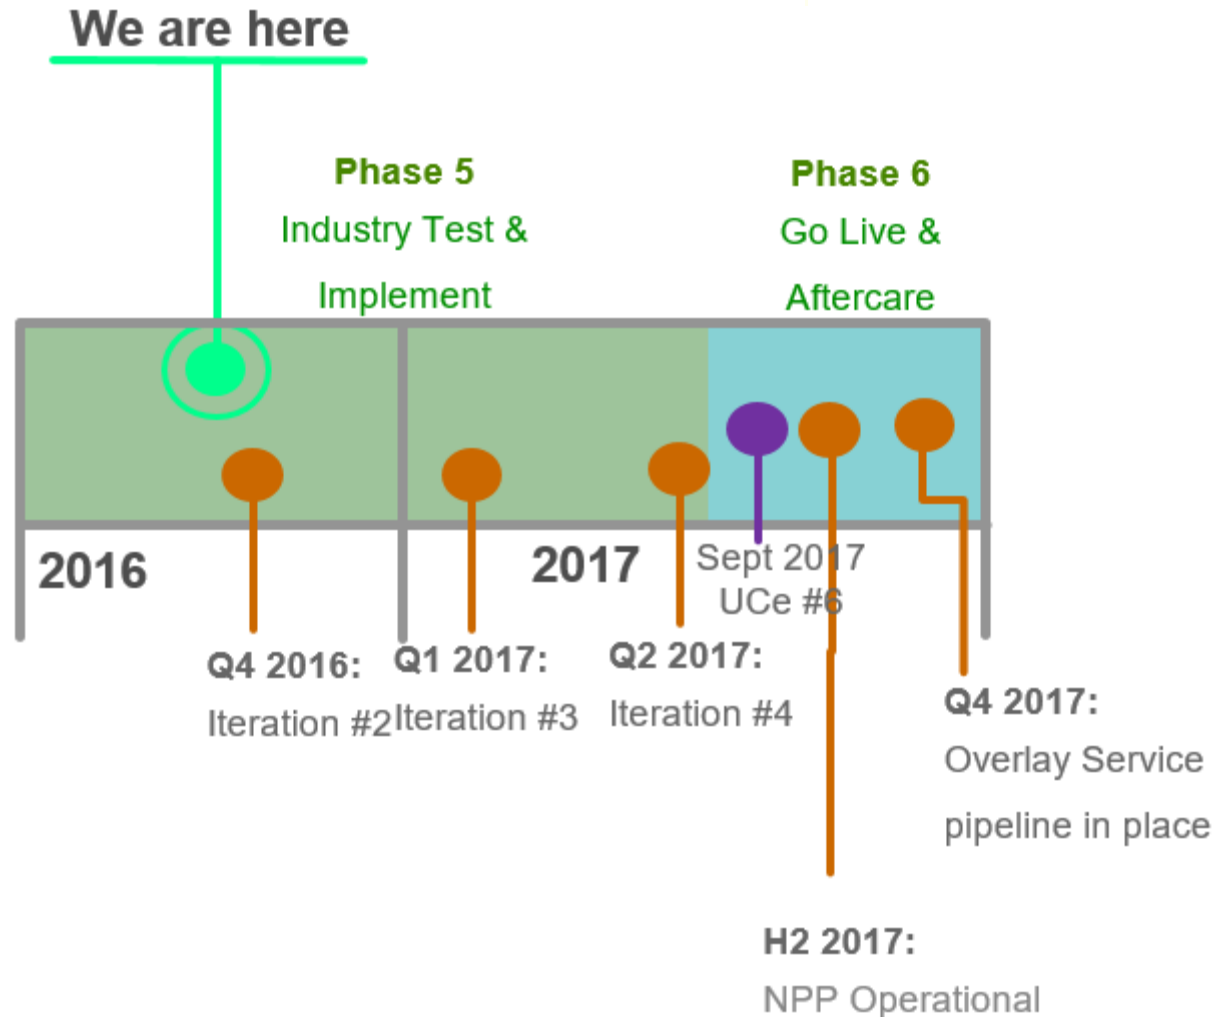 We are here
Phase 5
Industry Test &
Implement
Phase 6
Go Live &
Aftercare
2016
2017
Sept 2017
UCe #6
Q4 2016:
Iteration #2
Q1 2017:
Iteration #3
Q2 2017:
Iteration #4
Q4 2017:
Overlay Service
pipeline in place
H2 2017:
NPP Operational